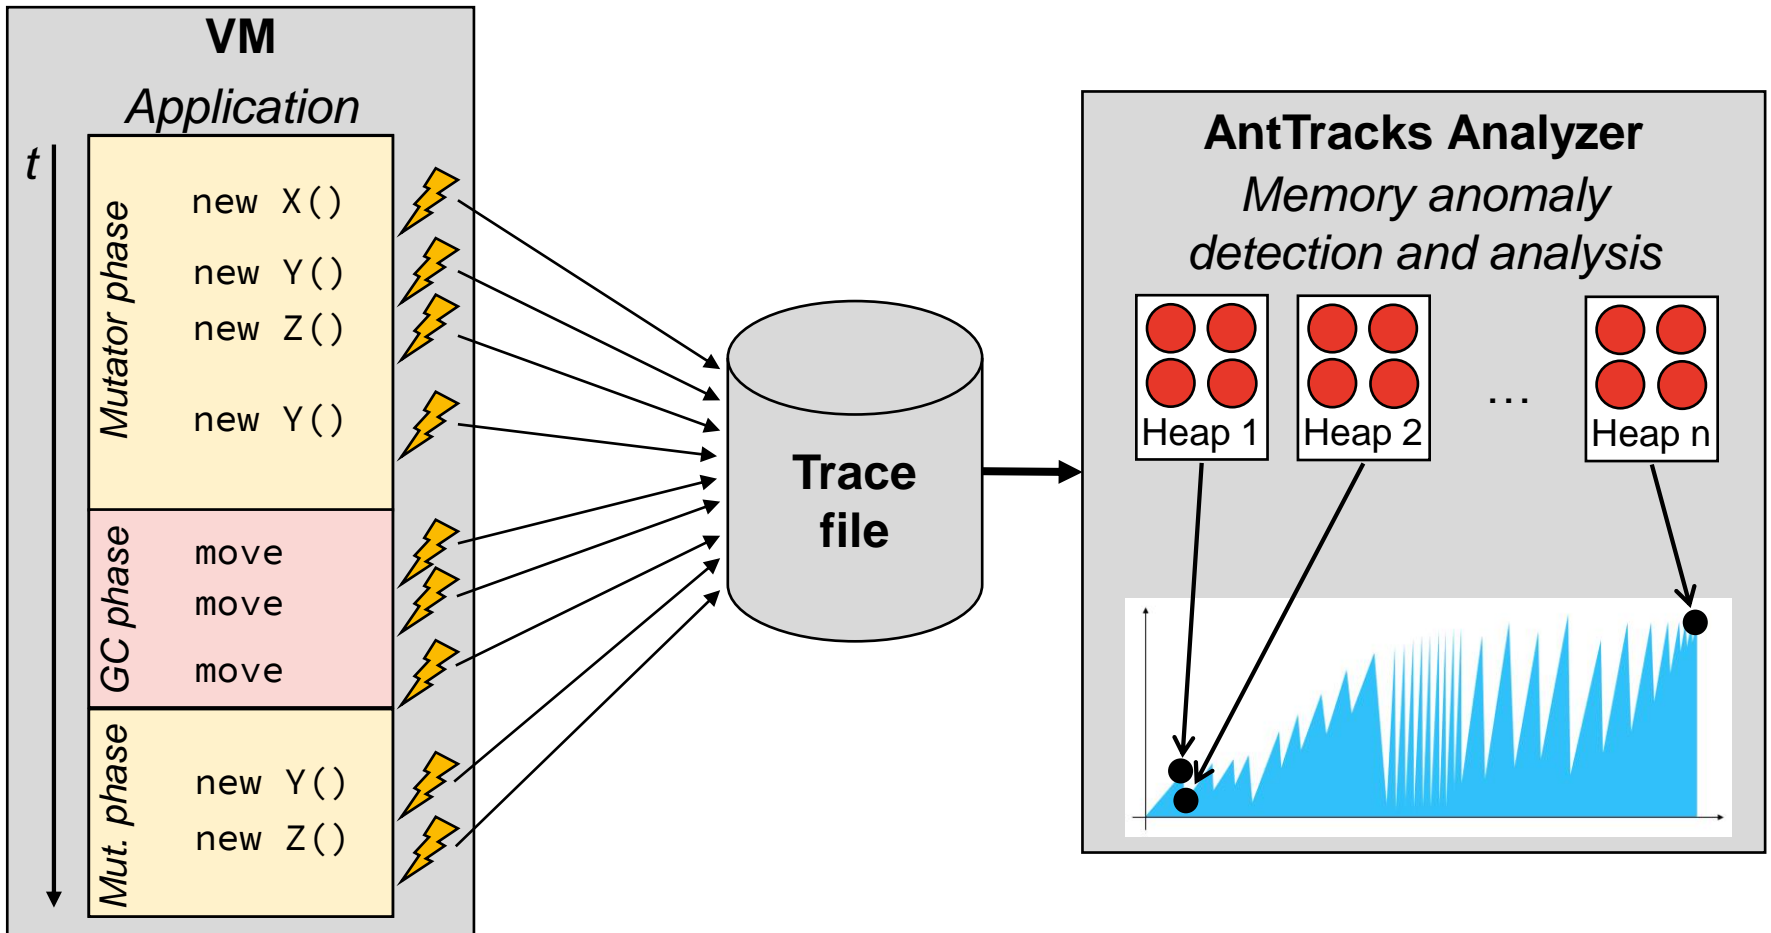 VM
Application
t
Mutator phase
new X()
new Y()
new Z()
new Y()
GC phase
move
move
move
Mut. phase
new Y()
new Z()
Trace
file
AntTracks Analyzer
Memory anomaly
detection and analysis
Heap 1
Heap 2
...
Heap n